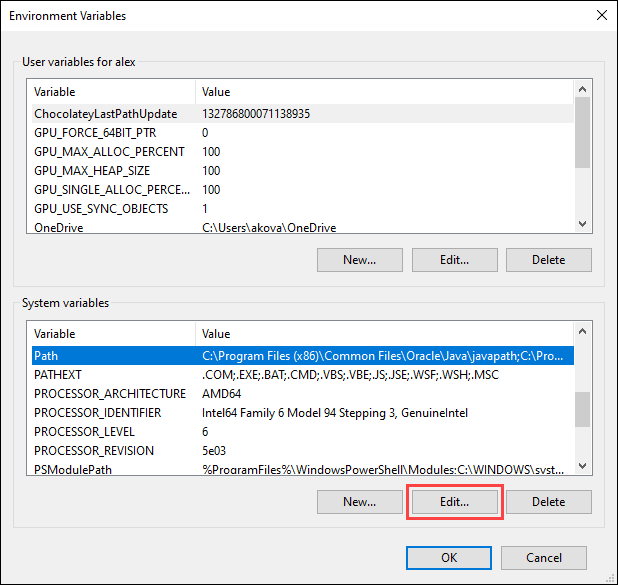 Environment Variables
User variables for alex
Variable Value
ChocolateyLastPathUpdate 132786800071138935
GPU_FORCE_64BIT_PTR 0
GPU_MAX_ALLOC_PERCENT 100
GPU_MAX_HEAP_SIZE 100
GPU_SINGLE_ALLOC_PERCE... 100
GPU_USE_SYNC_OBJECTS 1
OneDrive C:\Users\akova\OneDrive
New... Edit... Delete
System variables
Variable Value
Path C:\Program Files (x86)\Common Files\Oracle\Java\javapath;C:\Pro...
PATHEXT .COM;.EXE;.BAT;.CMD;.VBS;.VBE;.JS;.JSE;.WSF;.WSH;.MSC
PROCESSOR_ARCHITECTURE AMD64
PROCESSOR_IDENTIFIER Intel64 Family 6 Model 94 Stepping 3, GenuineIntel
PROCESSOR_LEVEL 6
PROCESSOR_REVISION 5e03
PSModulePath %ProgramFiles%\WindowsPowerShell\Modules;C:\WINDOWS\syst...
New... Edit... Delete
OK Cancel